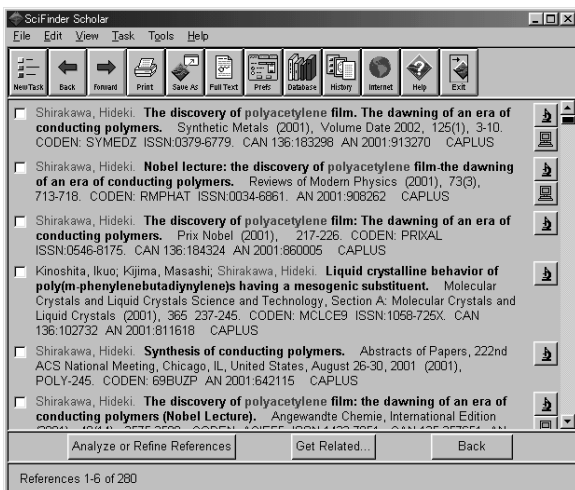 SciFinder Scholar
File Edit View Task Tools Help
New Task Back Forward Print Save As Full Text Prefs Database History Internet Help Exit
Shirakawa, Hideki. The discovery of polyacetylene film. The dawning of an era of
conducting polymers. Synthetic Metals (2001), Volume Date 2002, 125(1), 3-10.
CODEN: SYMEDZ ISSN:0379-6779. CAN 136:183298 AN 2001:913270 CAPLUS
Shirakawa, Hideki. Nobel lecture: the discovery of polyacetylene film-the dawning
of an era of conducting polymers. Reviews of Modern Physics (2001), 73(3),
713-718. CODEN: RMPHAT ISSN:0034-6861. AN 2001:908262 CAPLUS
Shirakawa, Hideki. The discovery of polyacetylene film: The dawning of an era of
conducting polymers. Prix Nobel (2001), 217-226. CODEN: PRIXAL
ISSN:0546-8175. CAN 136:184324 AN 2001:860005 CAPLUS
Kinoshita, Ikuo; Kijima, Masashi; Shirakawa, Hideki. Liquid crystalline behavior of
poly(m-phenylenebutadiynylene)s having a mesogenic substituent. Molecular
Crystals and Liquid Crystals Science and Technology, Section A: Molecular Crystals and
Liquid Crystals (2001), 365 237-245. CODEN: MCLCE9 ISSN:1058-725X. CAN
136:102732 AN 2001:811618 CAPLUS
Shirakawa, Hideki. Synthesis of conducting polymers. Abstracts of Papers, 222nd
ACS National Meeting, Chicago, IL, United States, August 26-30, 2001 (2001),
POLY-245. CODEN: 69BUZP AN 2001:642115 CAPLUS
Shirakawa, Hideki. The discovery of polyacetylene film: the dawning of an era of
conducting polymers (Nobel Lecture). Angewandte Chemie, International Edition
Analyze or Refine References Get Related... Back
References 1-6 of 280